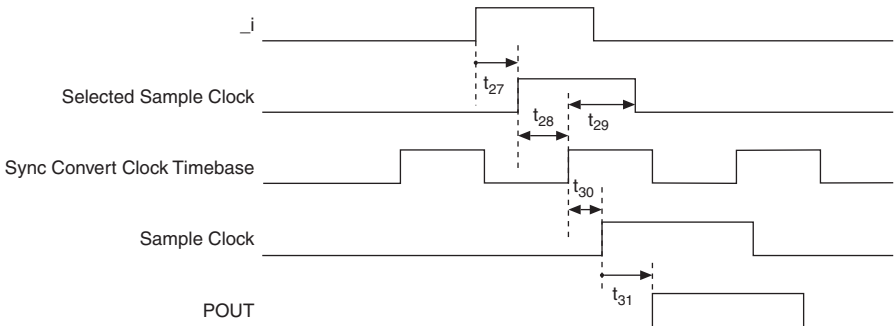 _i
t27
Selected Sample Clock
t28
t29
Sync Convert Clock Timebase
t30
Sample Clock
t31
POUT